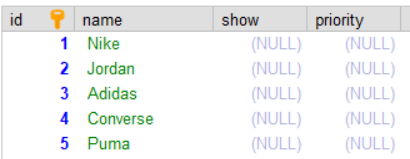 id name show priority
1 Nike (NULL) (NULL)
2 Jordan (NULL) (NULL)
3 Adidas (NULL) (NULL)
4 Converse (NULL) (NULL)
5 Puma (NULL) (NULL)